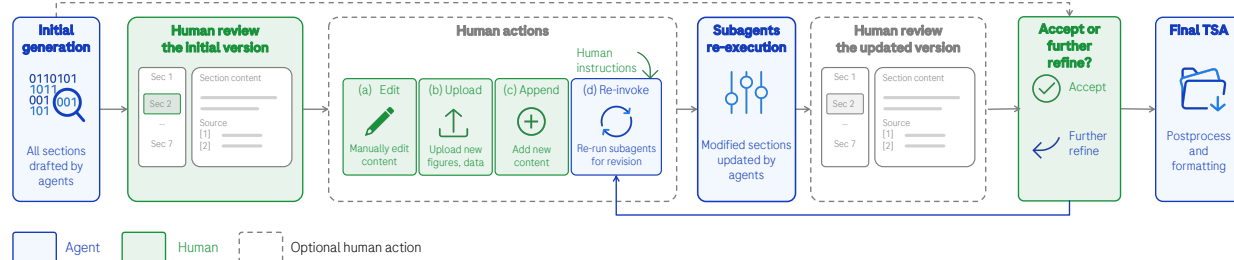 Initial
generation
0110101
1011
001
001
101
All sections
drafted by
agents
Human review
the initial version
Sec 1
Sec 2
...
Sec 7
Section content
Source
[1]
[2]
Human actions
Human
instructions
(a) Edit
Manually edit
content
(b) Upload
Upload new
figures, data
(c) Append
Add new
content
(d) Re-invoke
Re-run subagents
for revision
Subagents
re-execution
Modified sections
updated by
agents
Human review
the updated version
Sec 1
Sec 2
...
Sec 7
Section content
Source
[1]
[2]
Accept or
further
refine?
Accept
Further
refine
Final TSA
Postprocess
and
formatting
Agent
Human
Optional human action